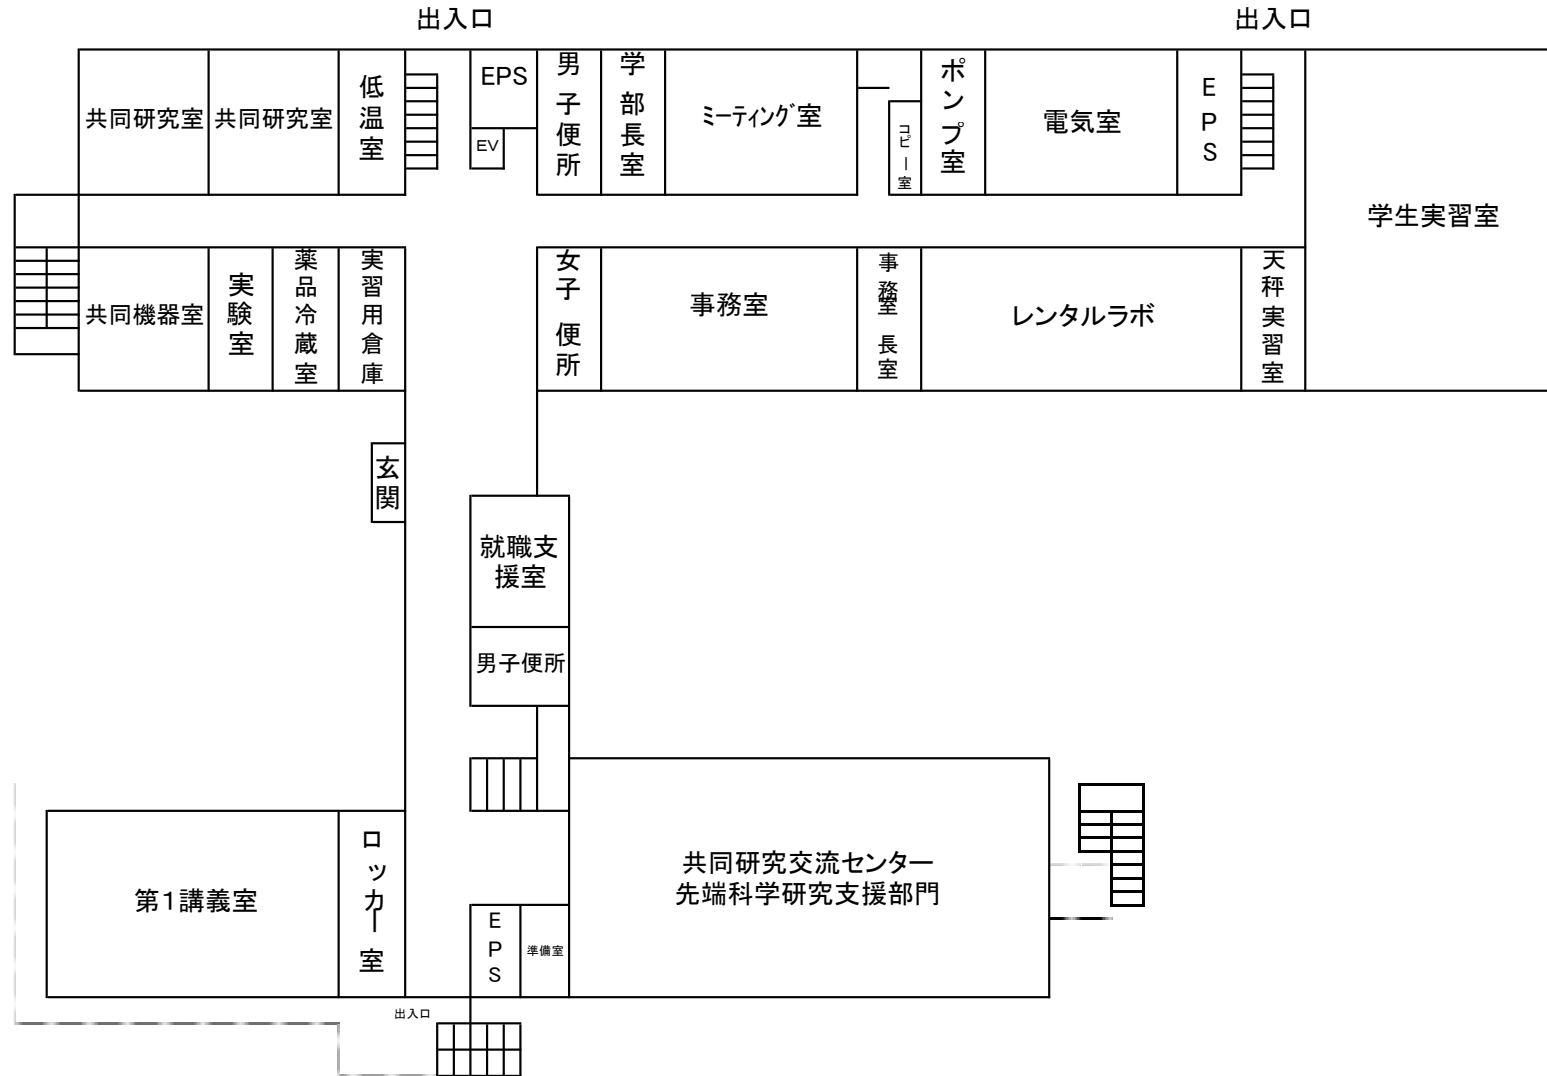 出入口
出入口
共同研究室
共同研究室
低温室
EPS
EV
男子便所
学部長室
ミーティング室
コピー室
ポンプ室
電気室
EPS
学生実習室
共同機器室
実験室
薬品冷蔵室
実習用倉庫
女子便所
事務室
事務室長室
レンタルラボ
天秤実習室
玄関
就職支
援室
男子便所
第1講義室
ロッカー室
共同研究交流センター
先端科学研究支援部門
EPS
準備室
出入口